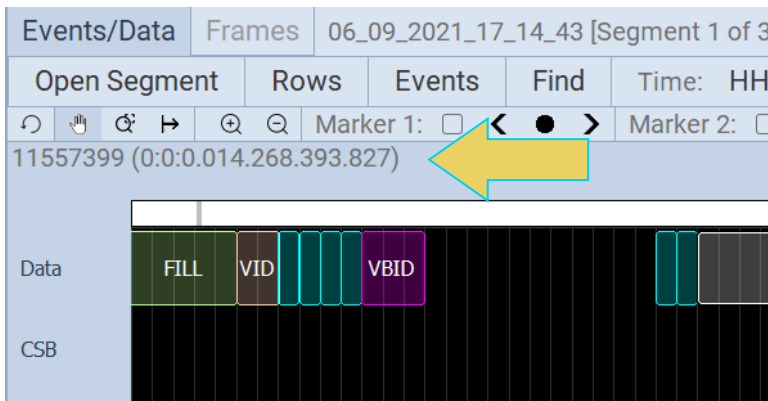 Events/Data Frames 06_09_2021_17_14_43 [Segment 1 of 3
Open Segment Rows Events Find Time: HH
Marker 1: Marker 2:
11557399 (0:0:0.014.268.393.827)
Data FILL VID VBID
CSB